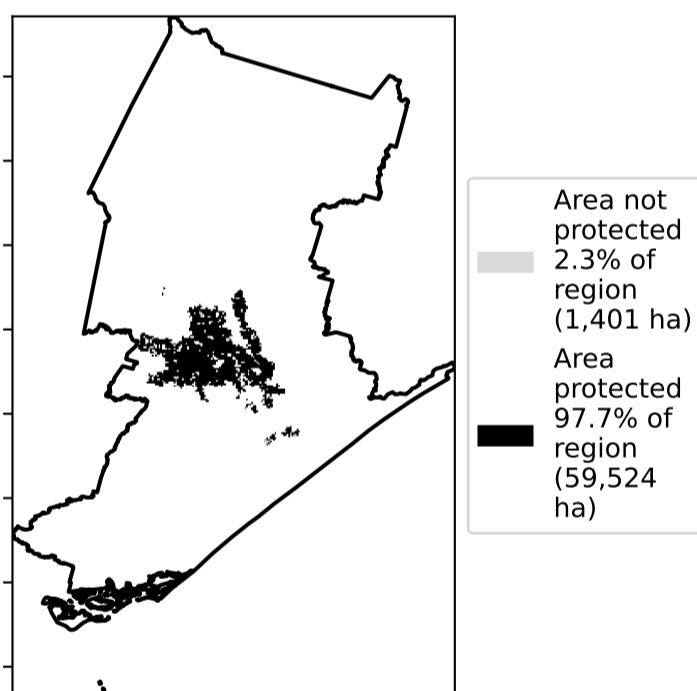 Area not
protected
2.3% of
region
(1,401 ha)
Area
protected
97.7% of
region
(59,524
ha)